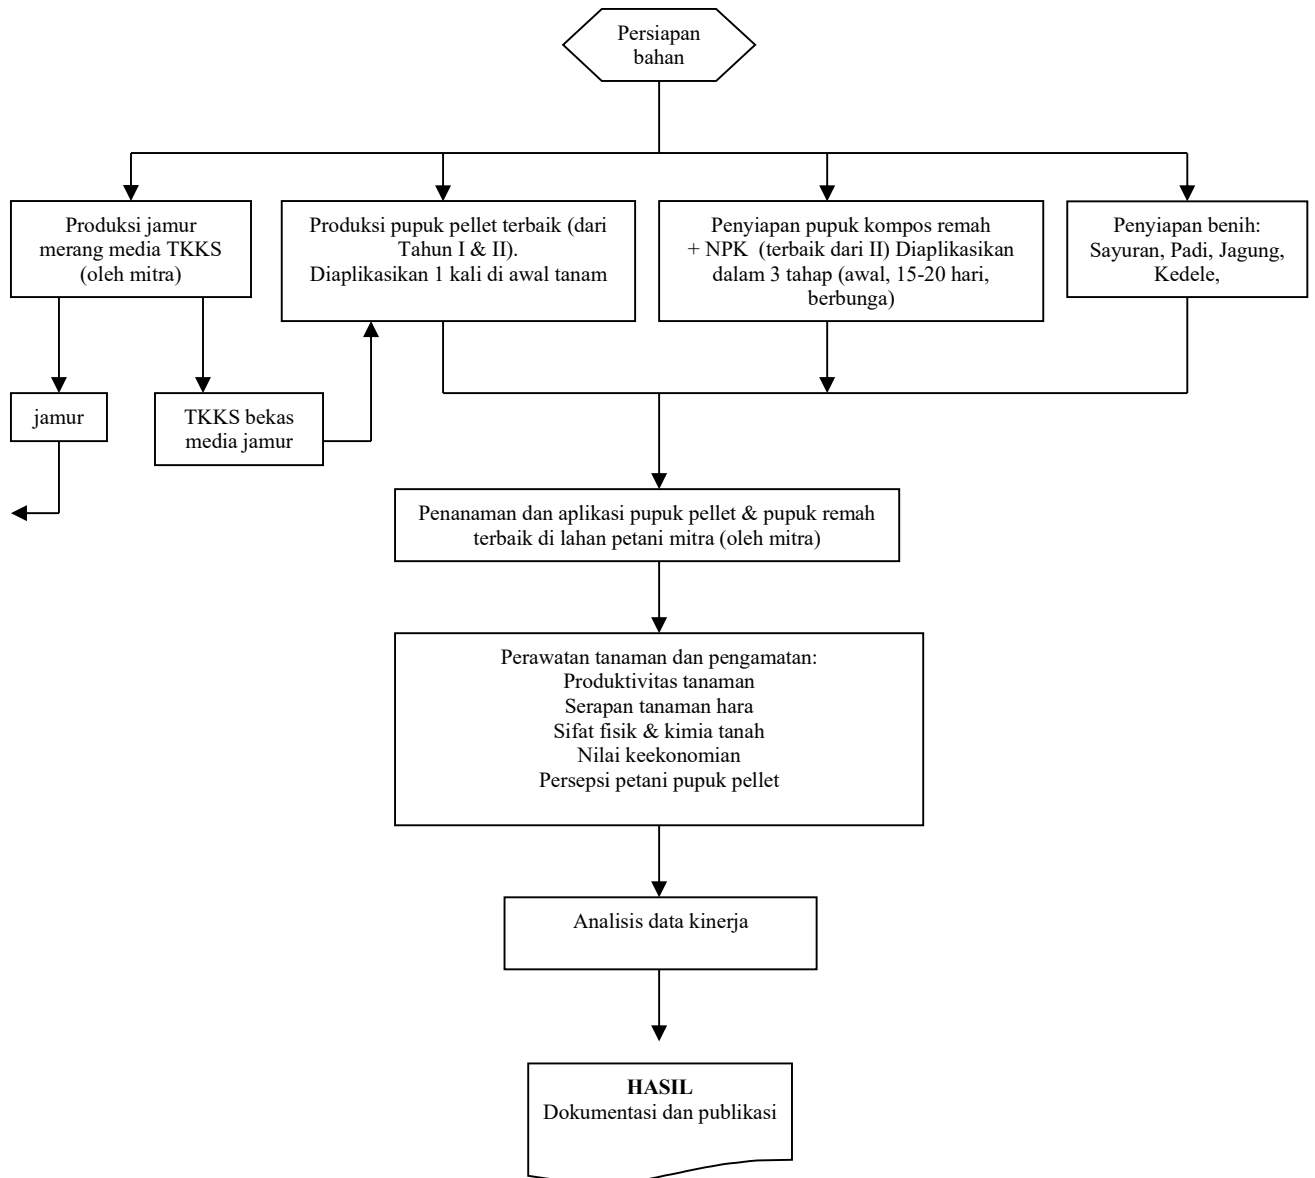 Persiapan
bahan
Produksi jamur
merang media TKKS
(oleh mitra)
Produksi pupuk pellet terbaik (dari
Tahun I & II).
Diaplikasikan 1 kali di awal tanam
Penyiapan pupuk kompos remah
+ NPK (terbaik dari II) Diaplikasikan
dalam 3 tahap (awal, 15-20 hari,
berbunga)
Penyiapan benih:
Sayuran, Padi, Jagung,
Kedele,
jamur
TKKS bekas
media jamur
Penanaman dan aplikasi pupuk pellet & pupuk remah
terbaik di lahan petani mitra (oleh mitra)
Perawatan tanaman dan pengamatan:
Produktivitas tanaman
Serapan tanaman hara
Sifat fisik & kimia tanah
Nilai keekonomian
Persepsi petani pupuk pellet
Analisis data kinerja
HASIL
Dokumentasi dan publikasi